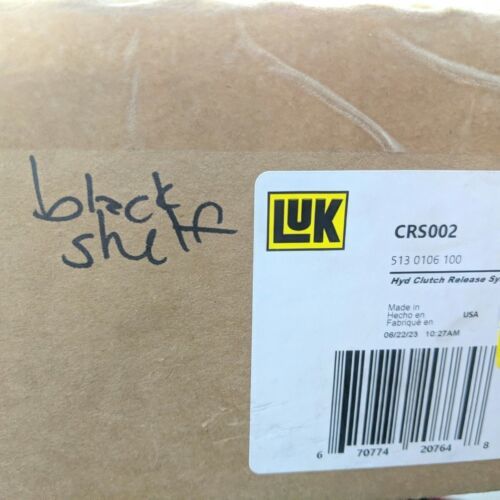 black
shelf
LUK
CRS002
513 0106 100
Hyd Clutch Release Sy
Made in
Hecho en
Fabriqué en
USA
06/22/23 10:27AM
6 70774 20764 8